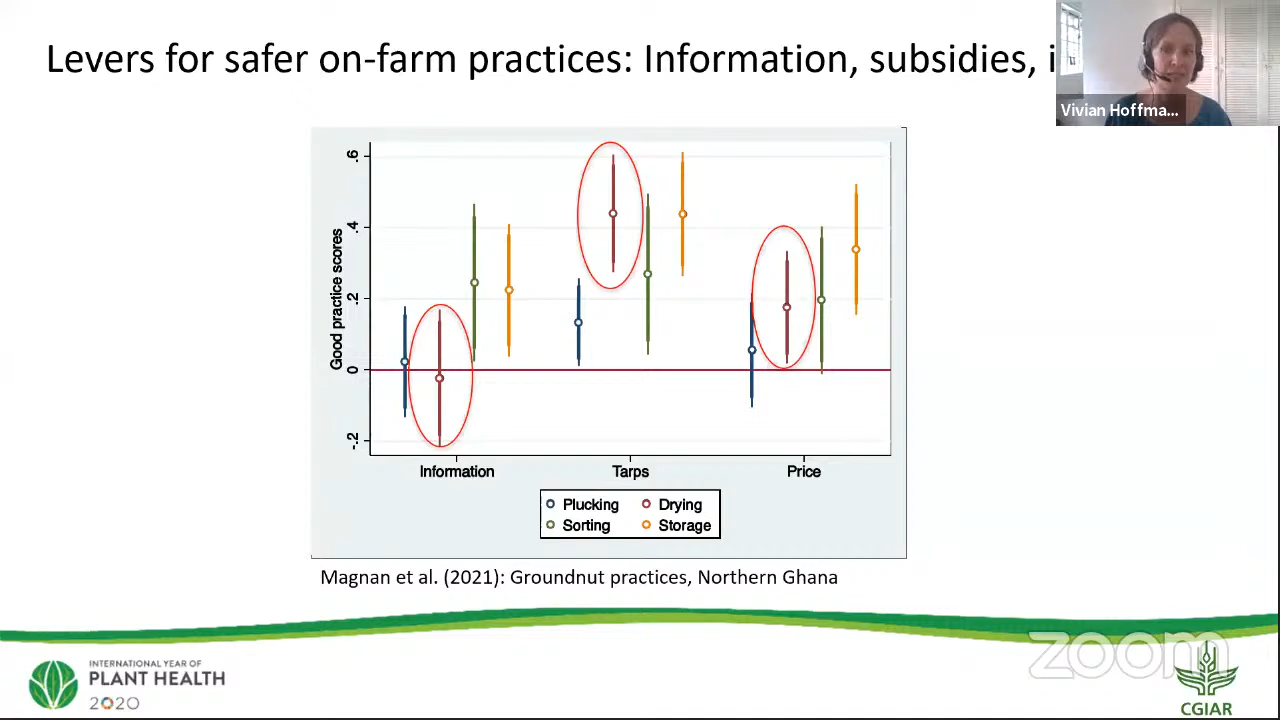 Levers for safer on-farm practices: Information, subsidies, i
Vivian Hoffma...
Good practice scores
.6
.4
.2
0
-.2
Information Tarps Price
Plucking Drying
Sorting Storage
Magnan et al. (2021): Groundnut practices, Northern Ghana
zoom
INTERNATIONAL YEAR OF
PLANT HEALTH
2020
CGIAR